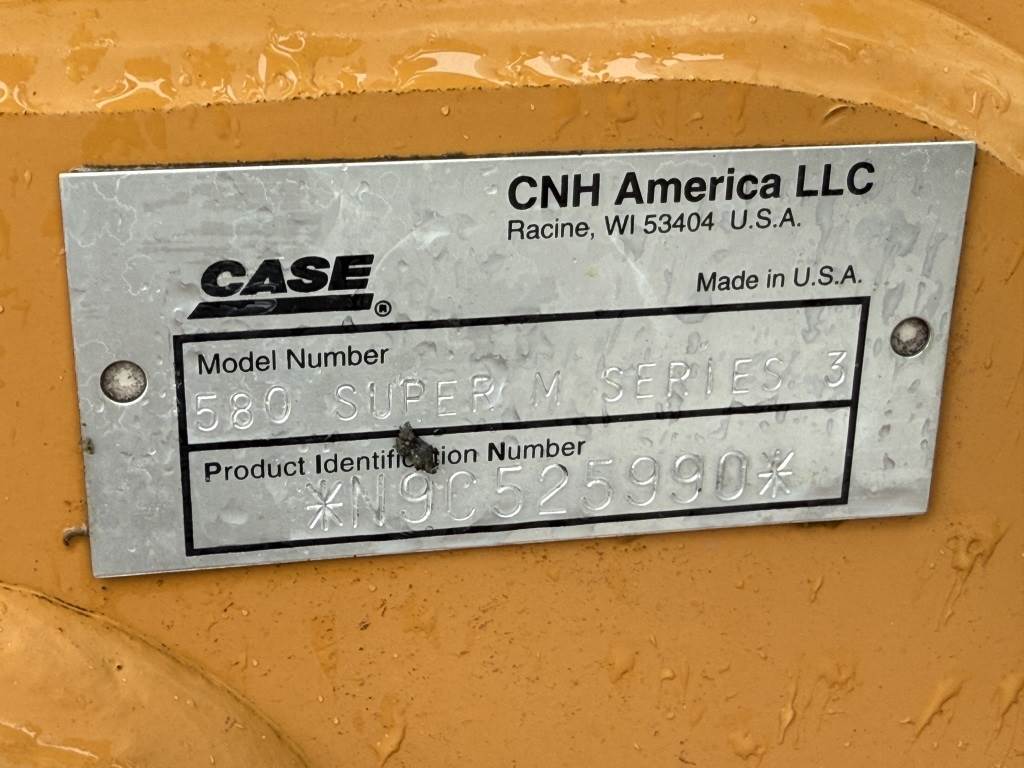 CNH America LLC
Racine, WI 53404 U.S.A.
CASE®
Made in U.S.A.
Model Number
580 SUPER M SERIES 3
Product Identification Number
*N9C525990*